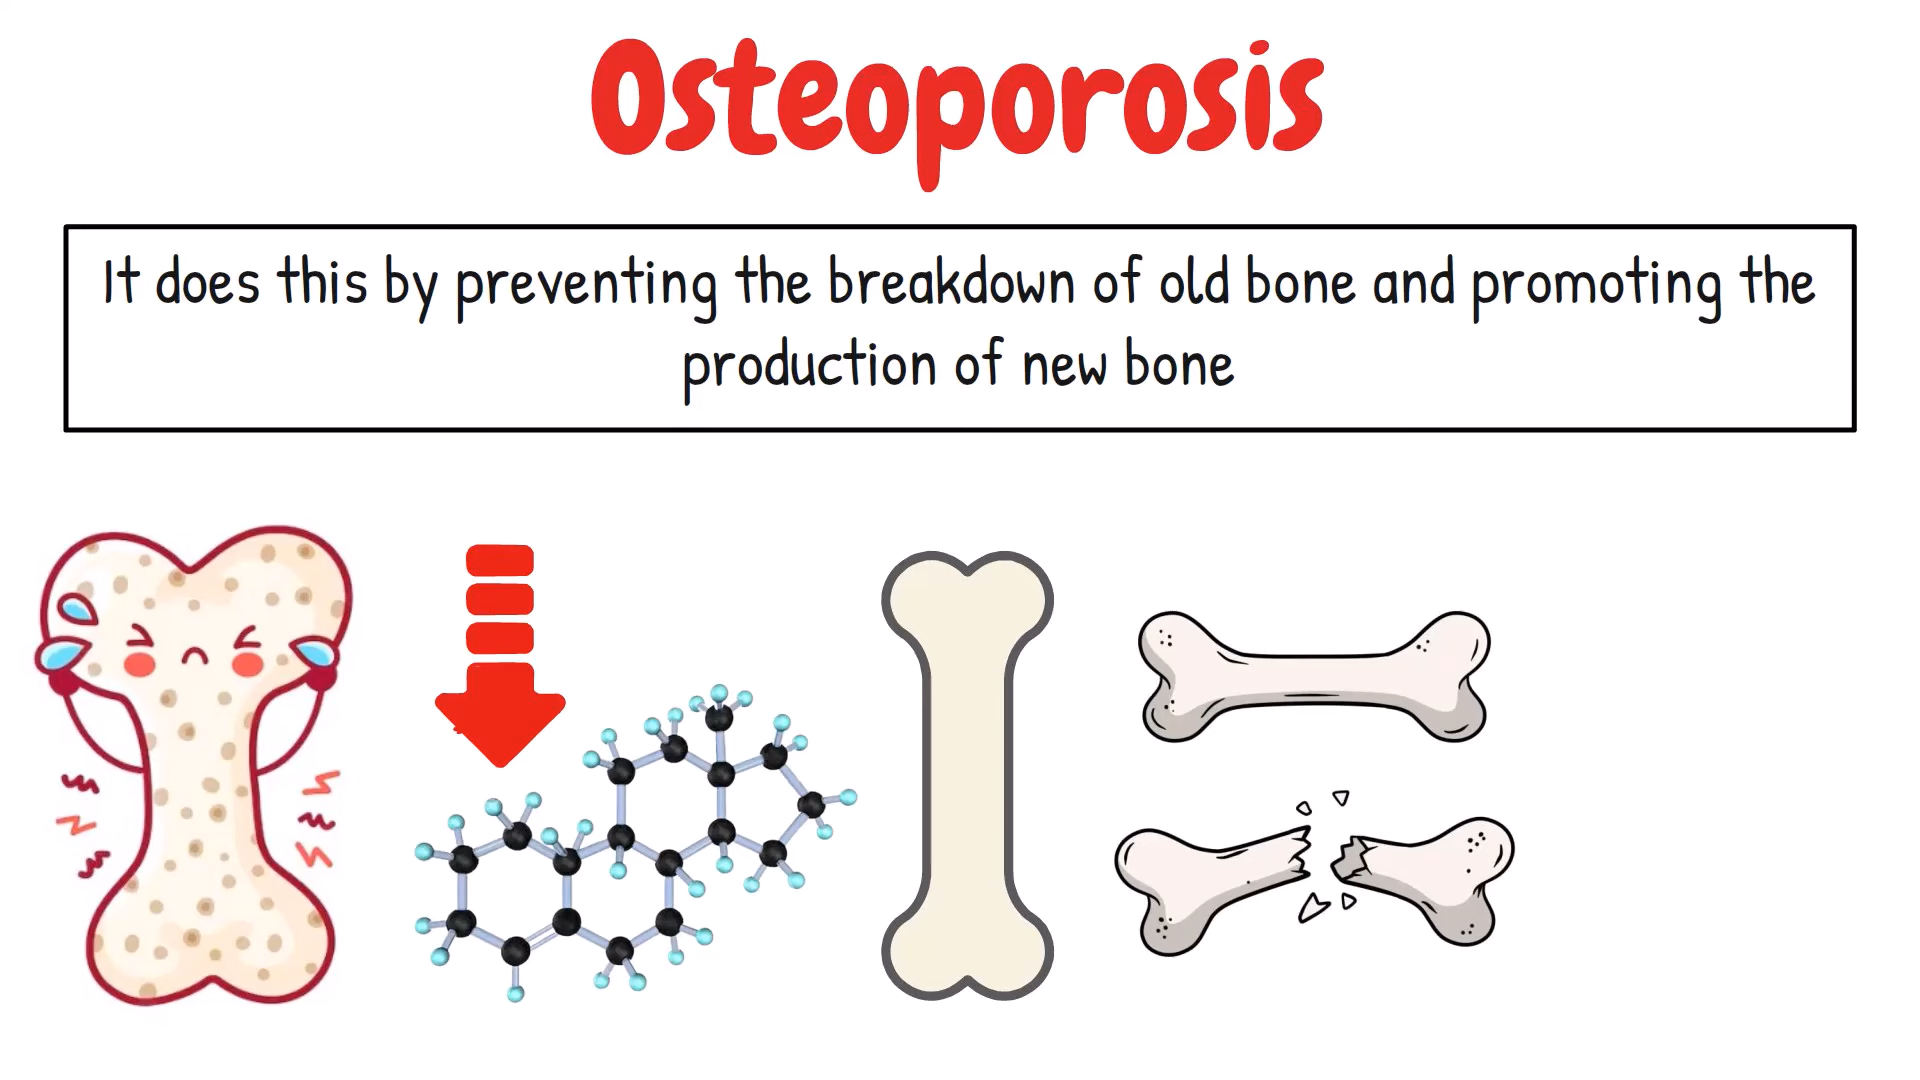 Osteoporosis
It does this by preventing the breakdown of old bone and promoting the
production of new bone